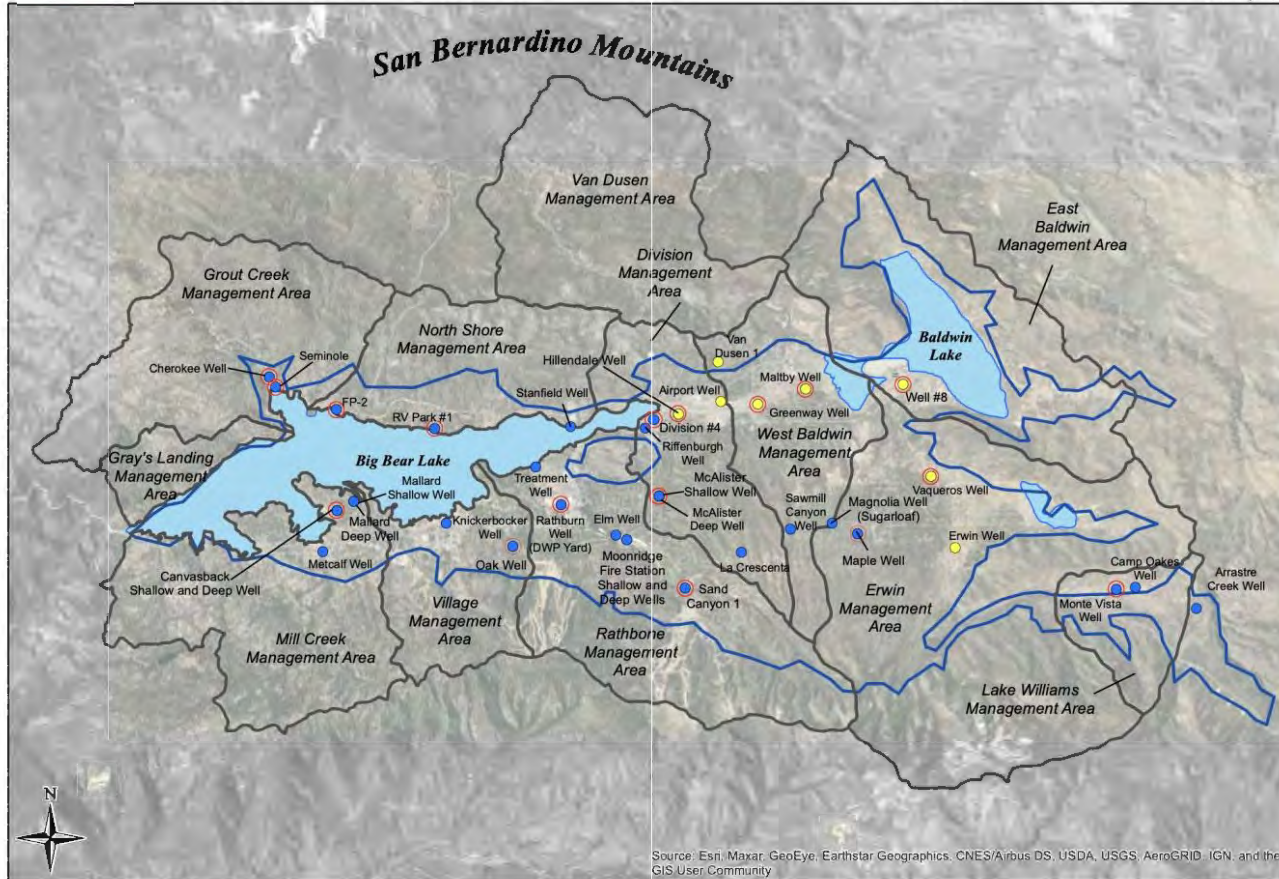 San Bernardino Mountains
Van Dusen
Management Area
East
Baldwin
Management Area
Division
Management
Area
Grout Creek
Management Area
North Shore
Management Area
Baldwin
Lake
Van
Dusen 1
Seminole
Cherokee Well
Hillendale Well
Maltby Well
Stanfield Well
Airport Well
Well #8
FP-2
RV Park #1
Greenway Well
Division #4
Riffenburgh
Well
West Baldwin
Management
Area
Gray's Landing
Management
Area
Big Bear Lake
Mallard
Shallow Well
Treatment
Well
McAlister
Shallow Well
McAlister
Deep Well
Sawmill
Canyon
Well
Magnolia Well
(Sugarloaf)
Vaqueros Well
Mallard
Deep Well
Knickerbocker
Well
Rathburn
Well
(DWP Yard)
Elm Well
Erwin Well
Maple Well
Metcalf Well
Oak Well
Moonridge
Fire Station
Shallow and
Deep Wells
La Crescenta
Camp Oakes
Well
Arrastre
Creek Well
Canvasback
Shallow and Deep Well
Sand
Canyon 1
Monte Vista
Well
Village
Management
Area
Erwin
Management
Area
Mill Creek
Management Area
Rathbone
Management
Area
Lake Williams
Management Area
N
Source: Esri, Maxar, GeoEye, Earthstar Geographics, CNES/Airbus DS, USDA, USGS, AeroGRID, IGN, and the
GIS User Community